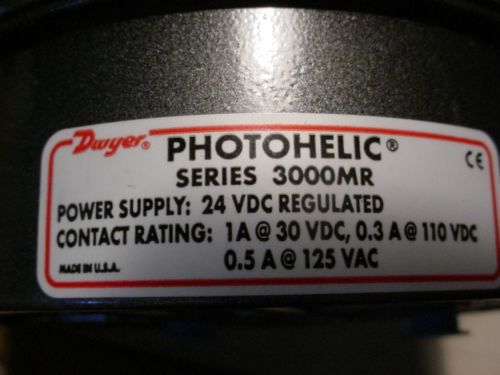 Dwyer® PHOTOHELIC® CE
SERIES 3000MR
POWER SUPPLY: 24 VDC REGULATED
CONTACT RATING: 1A @ 30 VDC, 0.3 A @ 110 VDC
MADE IN U.S.A. 0.5 A @ 125 VAC